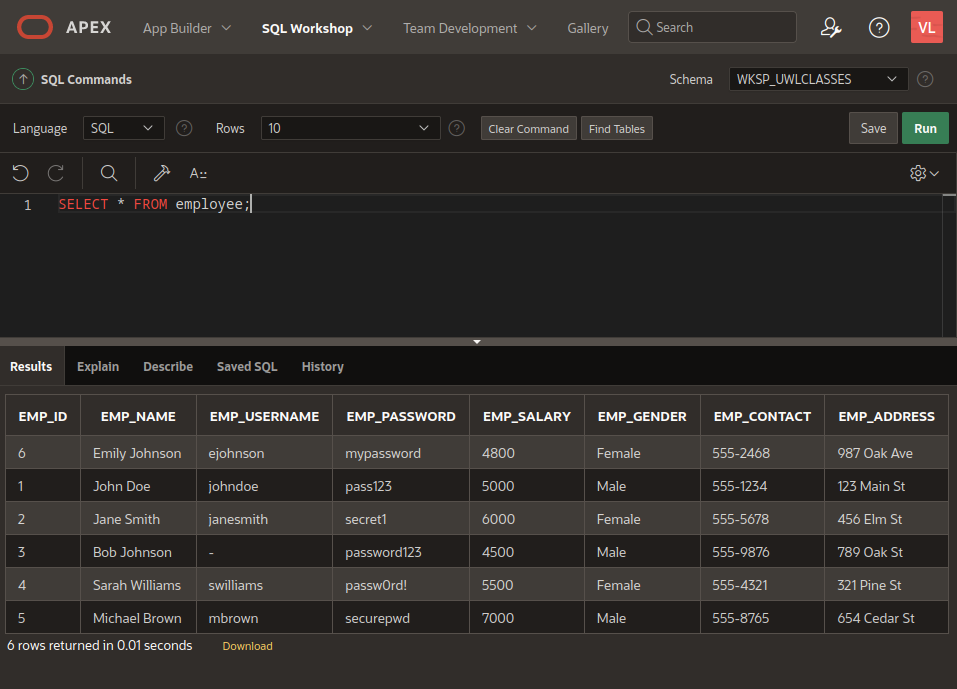 APEX App Builder SQL Workshop Team Development Gallery Search VL
SQL Commands Schema WKSP_UWLCLASSES
Language SQL Rows 10 Clear Command Find Tables Save Run
A::
1 SELECT * FROM employee;
Results Explain Describe Saved SQL History
EMP_ID EMP_NAME EMP_USERNAME EMP_PASSWORD EMP_SALARY EMP_GENDER EMP_CONTACT EMP_ADDRESS
6 Emily Johnson ejohnson mypassword 4800 Female 555-2468 987 Oak Ave
1 John Doe johndoe pass123 5000 Male 555-1234 123 Main St
2 Jane Smith janesmith secret1 6000 Female 555-5678 456 Elm St
3 Bob Johnson - password123 4500 Male 555-9876 789 Oak St
4 Sarah Williams swilliams passw0rd! 5500 Female 555-4321 321 Pine St
5 Michael Brown mbrown securepwd 7000 Male 555-8765 654 Cedar St
6 rows returned in 0.01 seconds Download